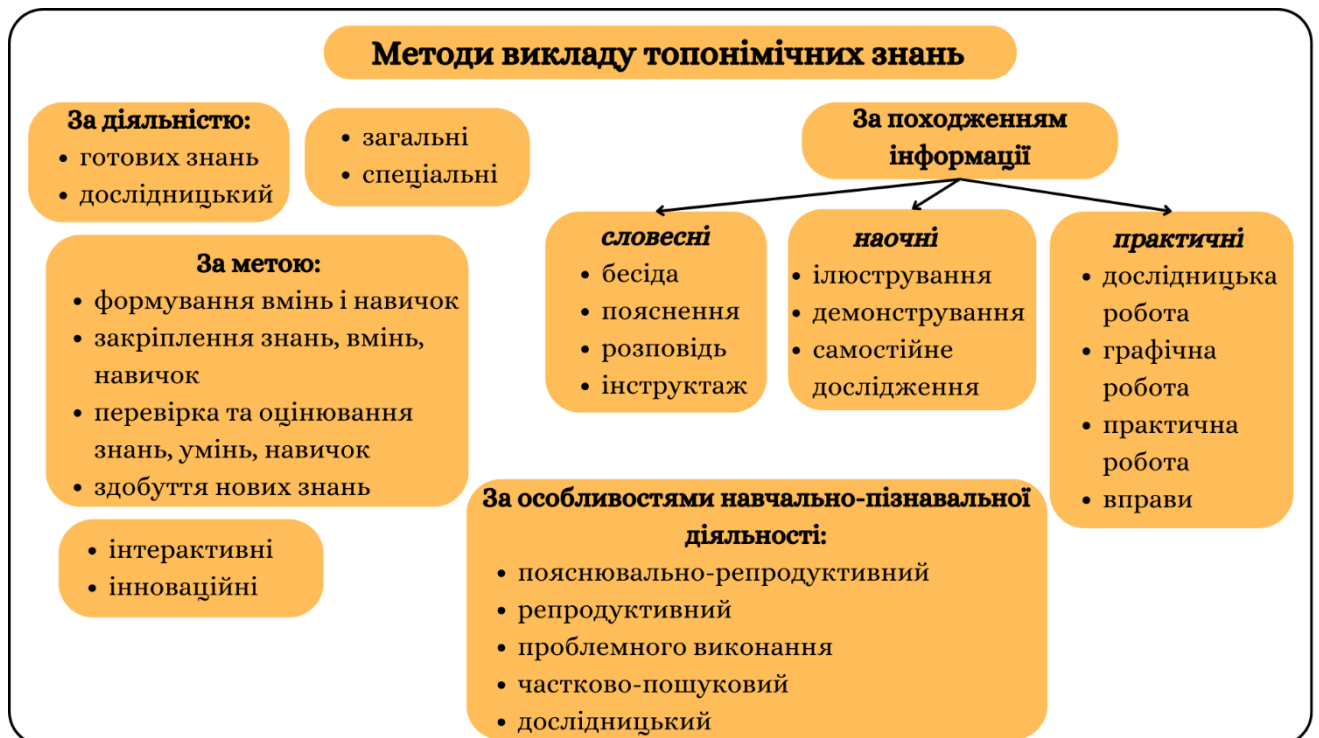 Методи викладу топонімічних знань
За діяльністю:
• готових знань
• дослідницький
• загальні
• спеціальні
За походженням
інформації
словесні
• бесіда
• пояснення
• розповідь
• інструктаж
наочні
• ілюстрування
• демонстрування
• самостійне
дослідження
практичні
• дослідницька
робота
• графічна
робота
• практична
робота
• вправи
За метою:
• формування вмінь і навичок
• закріплення знань, вмінь,
навичок
• перевірка та оцінювання
знань, умінь, навичок
• здобуття нових знань
• інтерактивні
• інноваційні
За особливостями навчально-пізнавальної
діяльності:
• пояснювально-репродуктивний
• репродуктивний
• проблемного виконання
• частково-пошуковий
• дослідницький